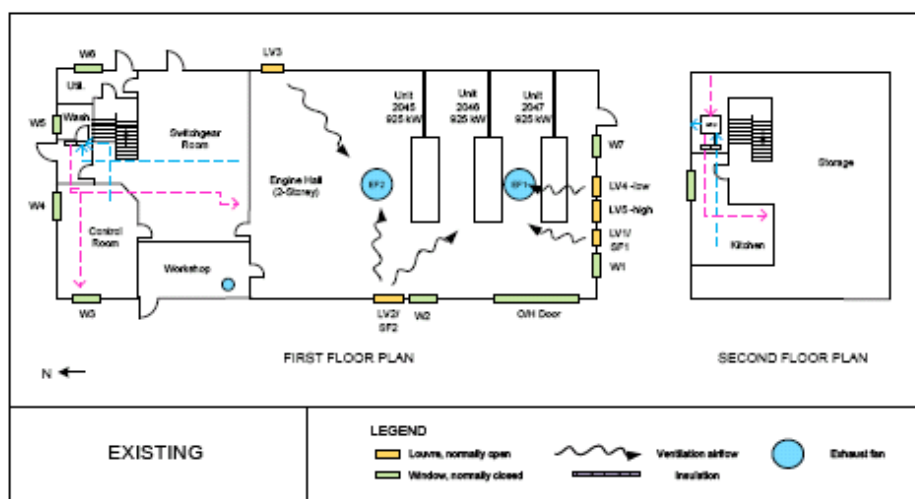 W6
LV3
Util.
W5
Wash
Switchgear
Room
Engine Hall
(2-Storey)
Unit
2045
925 kW
Unit
2046
925 kW
Unit
2047
925 kW
EF2
EF1
W7
LV4 -low
LV5 -high
LV1/
SF1
W1
W4
Control
Room
Workshop
W3
LV2/
SF2
W2
O/H Door
Storage
Kitchen
N
FIRST FLOOR PLAN
SECOND FLOOR PLAN
EXISTING
LEGEND
Louvre, normally open
Ventilation airflow
Exhaust fan
Window, normally closed
Insulation